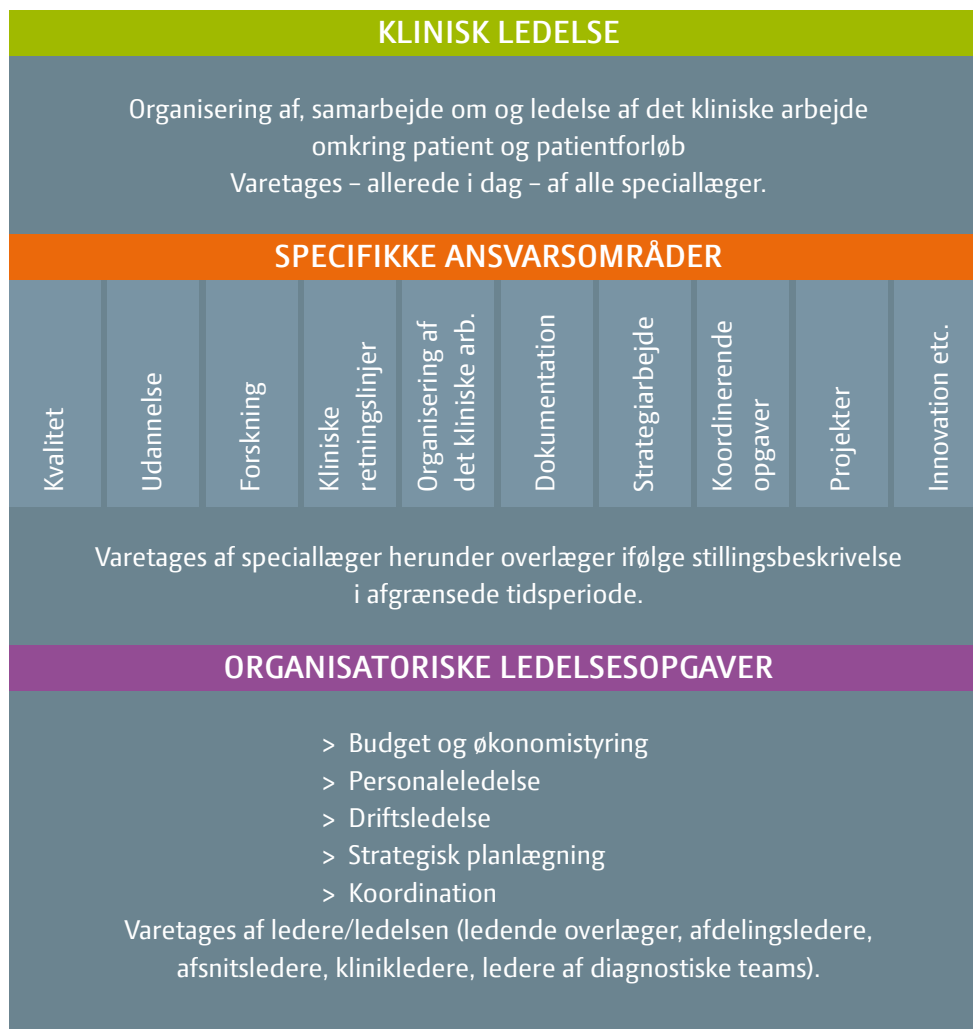 KLINISK LEDELSE
Organisering af, samarbejde om og ledelse af det kliniske arbejde
omkring patient og patientforløb
Varetages – allerede i dag – af alle speciallæger.
SPECIFIKKE ANSVARSOMRÅDER
Kvalitet
Udannelse
Forskning
Kliniske
retningslinjer
Organisering af
det kliniske arb.
Dokumentation
Strategiarbejde
Koordinerende
opgaver
Projekter
Innovation etc.
Varetages af speciallæger herunder overlæger ifølge stillingsbeskrivelse
i afgrænsede tidsperiode.
ORGANISATORISKE LEDELSESOPGAVER
> Budget og økonomistyring
> Personaleledelse
> Driftsledelse
> Strategisk planlægning
> Koordination
Varetages af ledere/ledelsen (ledende overlæger, afdelingsledere,
afsnitsledere, klinikledere, ledere af diagnostiske teams).